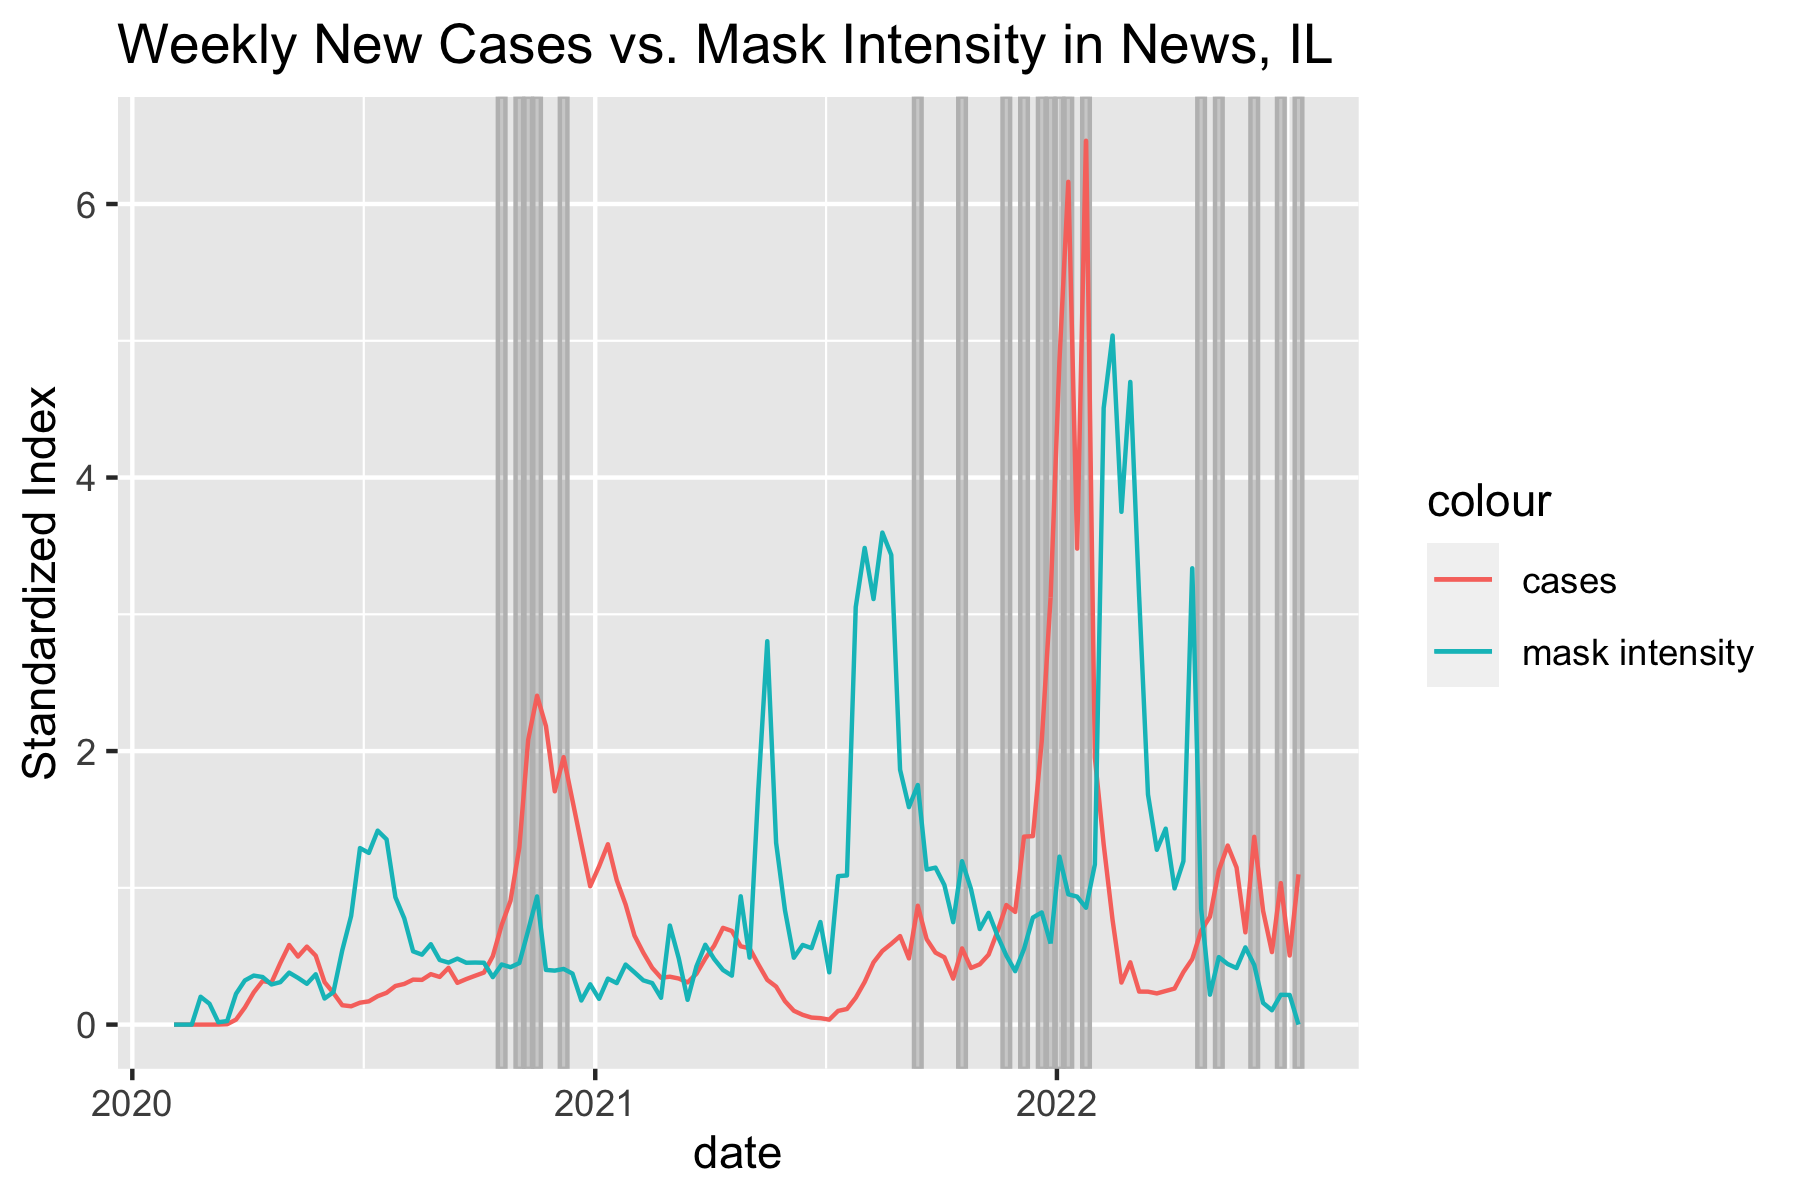 Weekly New Cases vs. Mask Intensity in News, IL
Standardized Index
6
4
2
0
2020
2021
2022
date
colour
cases
mask intensity